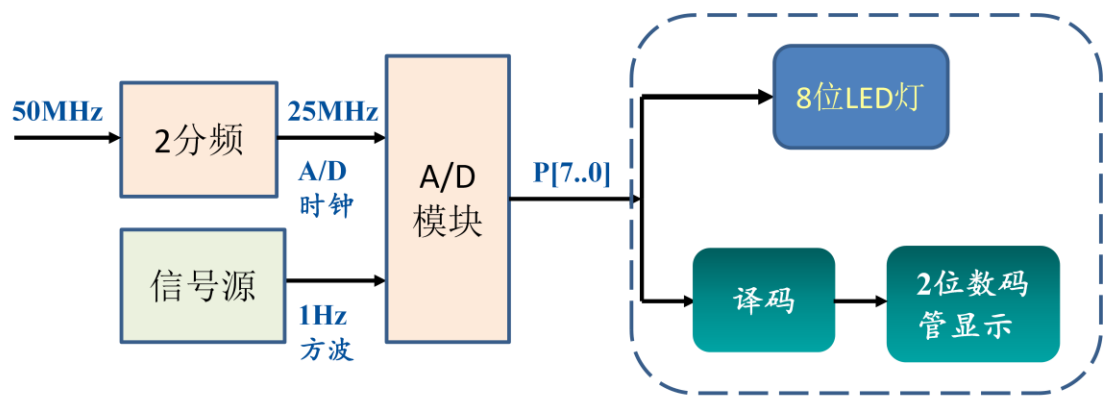 50MHz
2分频
25MHz
A/D
时钟
信号源
1Hz
方波
A/D
模块
P[7..0]
8位LED灯
译码
2位数码
管显示